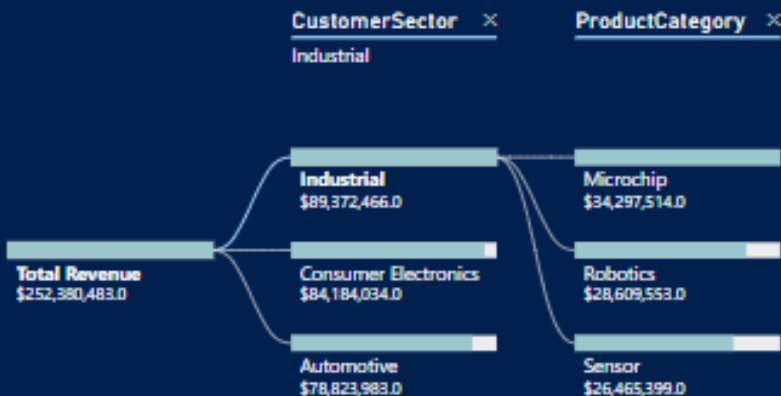 CustomerSector ×
ProductCategory ×
Industrial
Industrial
$89,372,466.0
Microchip
$34,297,514.0
Total Revenue
$252,380,483.0
Consumer Electronics
$84,184,034.0
Robotics
$28,609,553.0
Automotive
$78,823,983.0
Sensor
$26,465,399.0